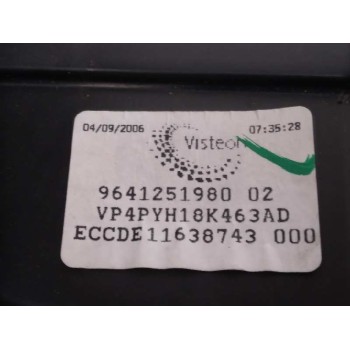 04/09/2006 07:35:28
Visteon
9641251980 02
VP4PYH18K463AD
ECCDE11638743 000